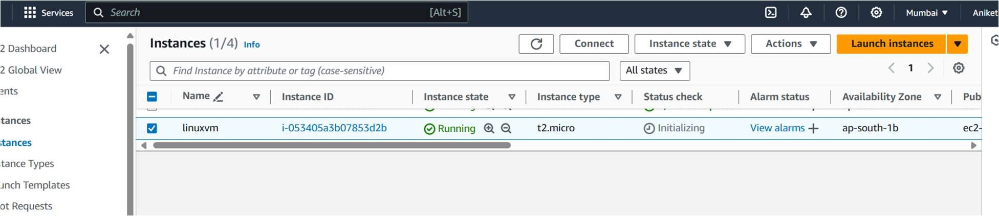 Services Search [Alt+S] Mumbai Aniket
2 Dashboard
2 Global View
ents
tances
stances
tance Types
unch Templates
ot Requests
Instances (1/4) Info Connect Instance state Actions Launch instances
Find Instance by attribute or tag (case-sensitive) All states 1
Name Instance ID Instance state Instance type Status check Alarm status Availability Zone Pub
linuxvm i-053405a3b07853d2b Running t2.micro Initializing View alarms + ap-south-1b ec2-